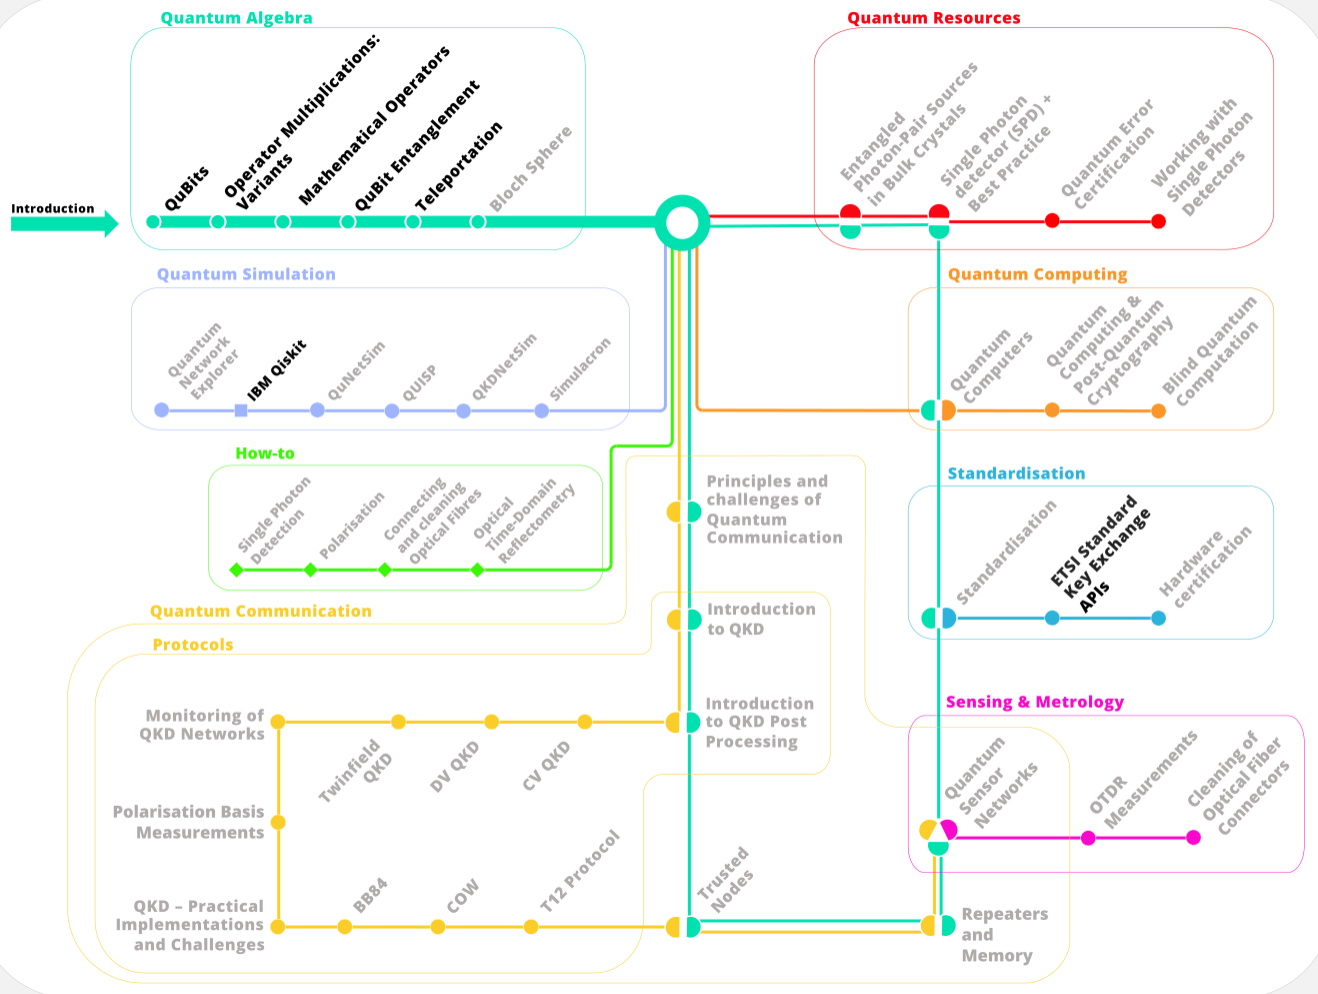 Quantum Algebra
Introduction
QuBits
Operator Multiplications:
Variants
Mathematical Operators
QuBit Entanglement
Teleportation
Bloch Sphere
Quantum Resources
Entangled
Photon-Pair Sources
in Bulk Crystals
Single Photon
detector (SPD) +
Best Practice
Quantum Error
Certification
Working with
Single Photon
Detectors
Quantum Simulation
Quantum
Network
Explorer
IBM Qiskit
QuNetSim
QUISP
QKDNetSim
Simulacron
Quantum Computing
Quantum
Computers
Quantum
Computing &
Post-Quantum
Cryptography
Blind Quantum
Computation
How-to
Single Photon
Detection
Polarisation
Connecting
and cleaning
Optical Fibres
Optical
Time-Domain
Reflectometry
Principles and
challenges of
Quantum
Communication
Standardisation
Standardisation
ETSI Standard
Key Exchange
APIs
Hardware
certification
Quantum Communication
Protocols
Introduction
to QKD
Introduction
to QKD Post
Processing
Monitoring of
QKD Networks
Twinfield
QKD
DV QKD
CV QKD
Polarisation Basis
Measurements
QKD – Practical
Implementations
and Challenges
BB84
COW
T12 Protocol
Trusted
Nodes
Sensing & Metrology
Quantum
Sensor
Networks
OTDR
Measurements
Cleaning of
Optical Fiber
Connectors
Repeaters
and
Memory